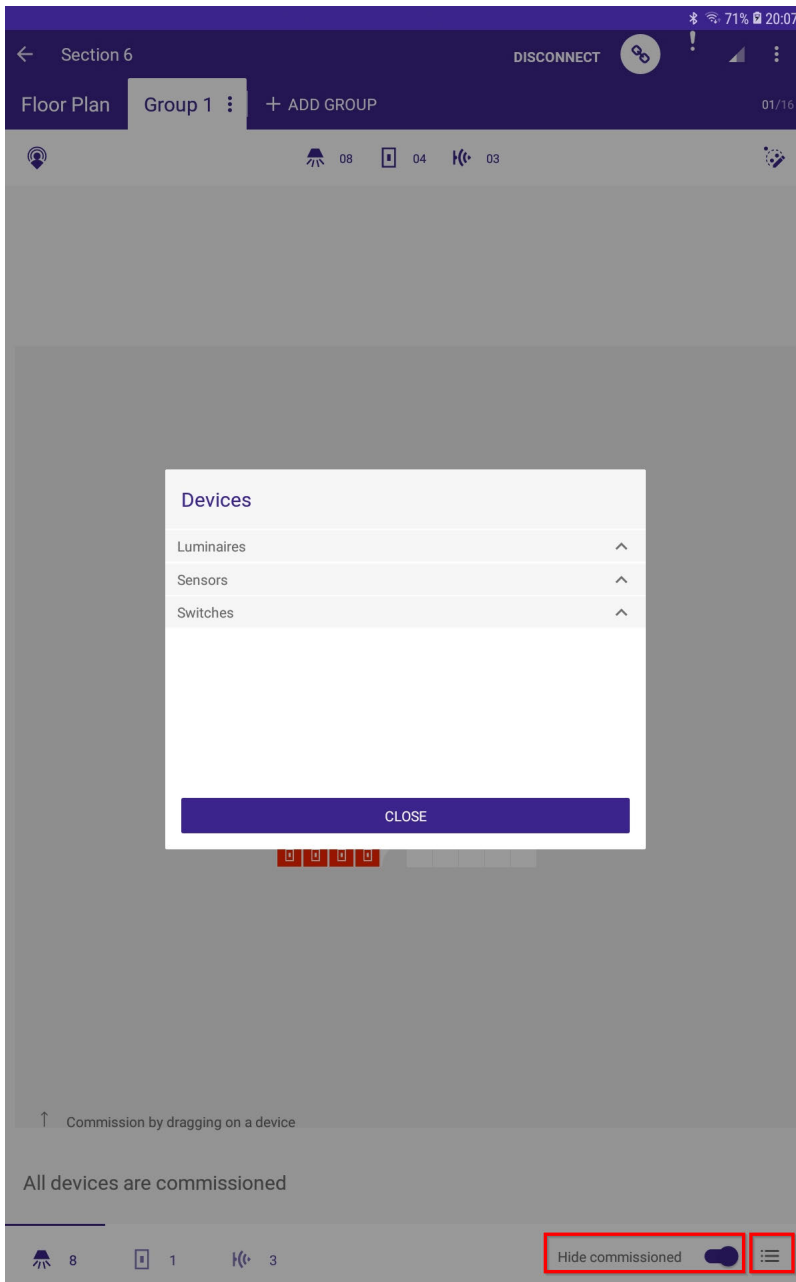 71% 20:07
Section 6 DISCONNECT
Floor Plan Group 1 + ADD GROUP 01/16
08 04 03
Devices
Luminaires
Sensors
Switches
CLOSE
Commission by dragging on a device
All devices are commissioned
8 1 3 Hide commissioned